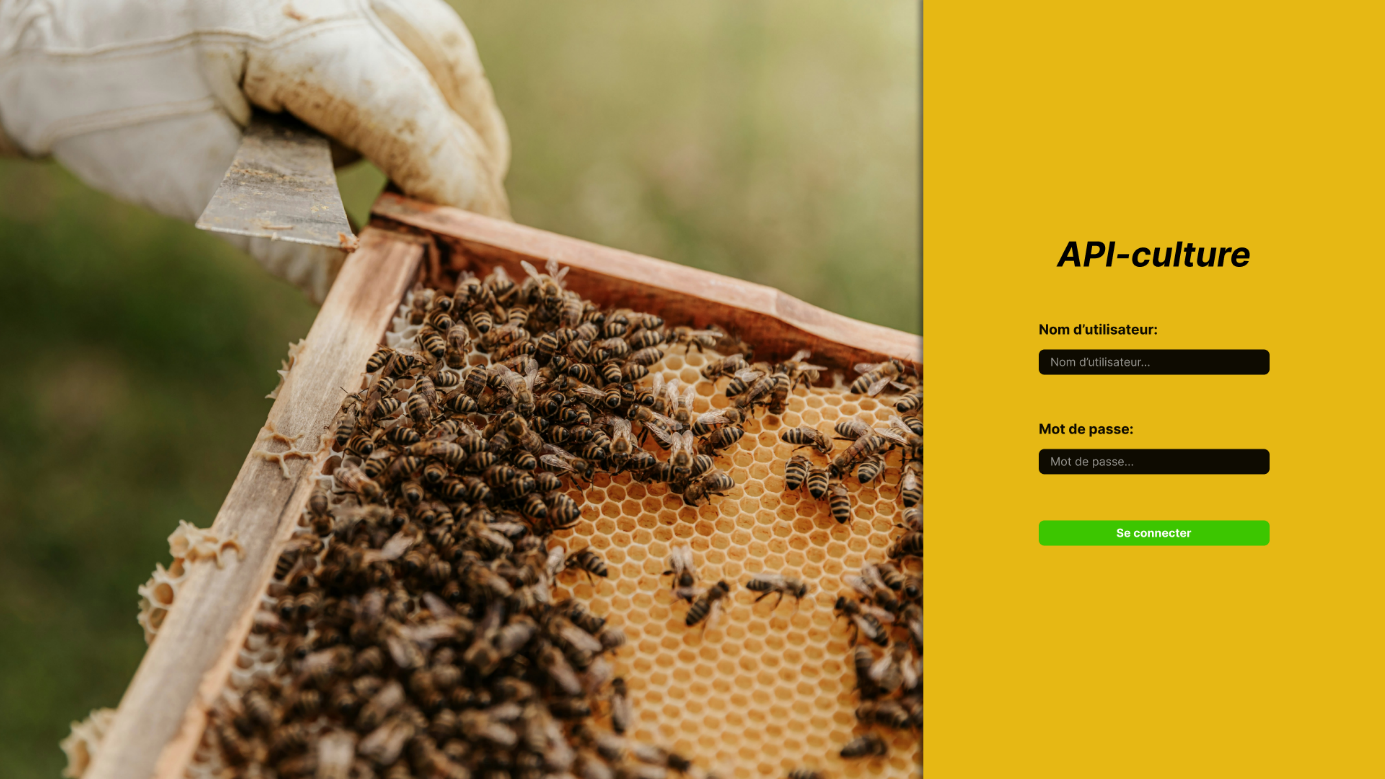 API-culture
Nom d'utilisateur:
Nom d'utilisateur...
Mot de passe:
Mot de passe...
Se connecter